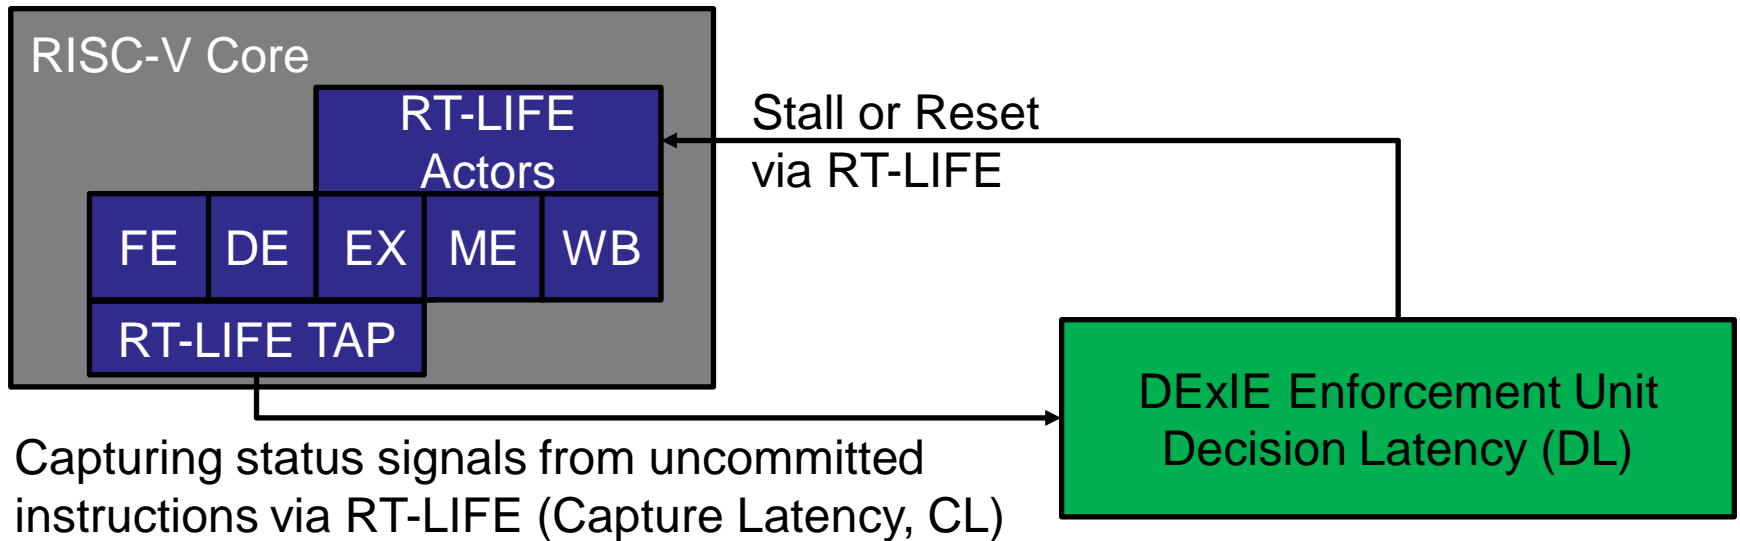 RISC-V Core
RT-LIFE
Actors
FE DE EX ME WB
RT-LIFE TAP
Stall or Reset
via RT-LIFE
DExIE Enforcement Unit
Decision Latency (DL)
Capturing status signals from uncommitted
instructions via RT-LIFE (Capture Latency, CL)